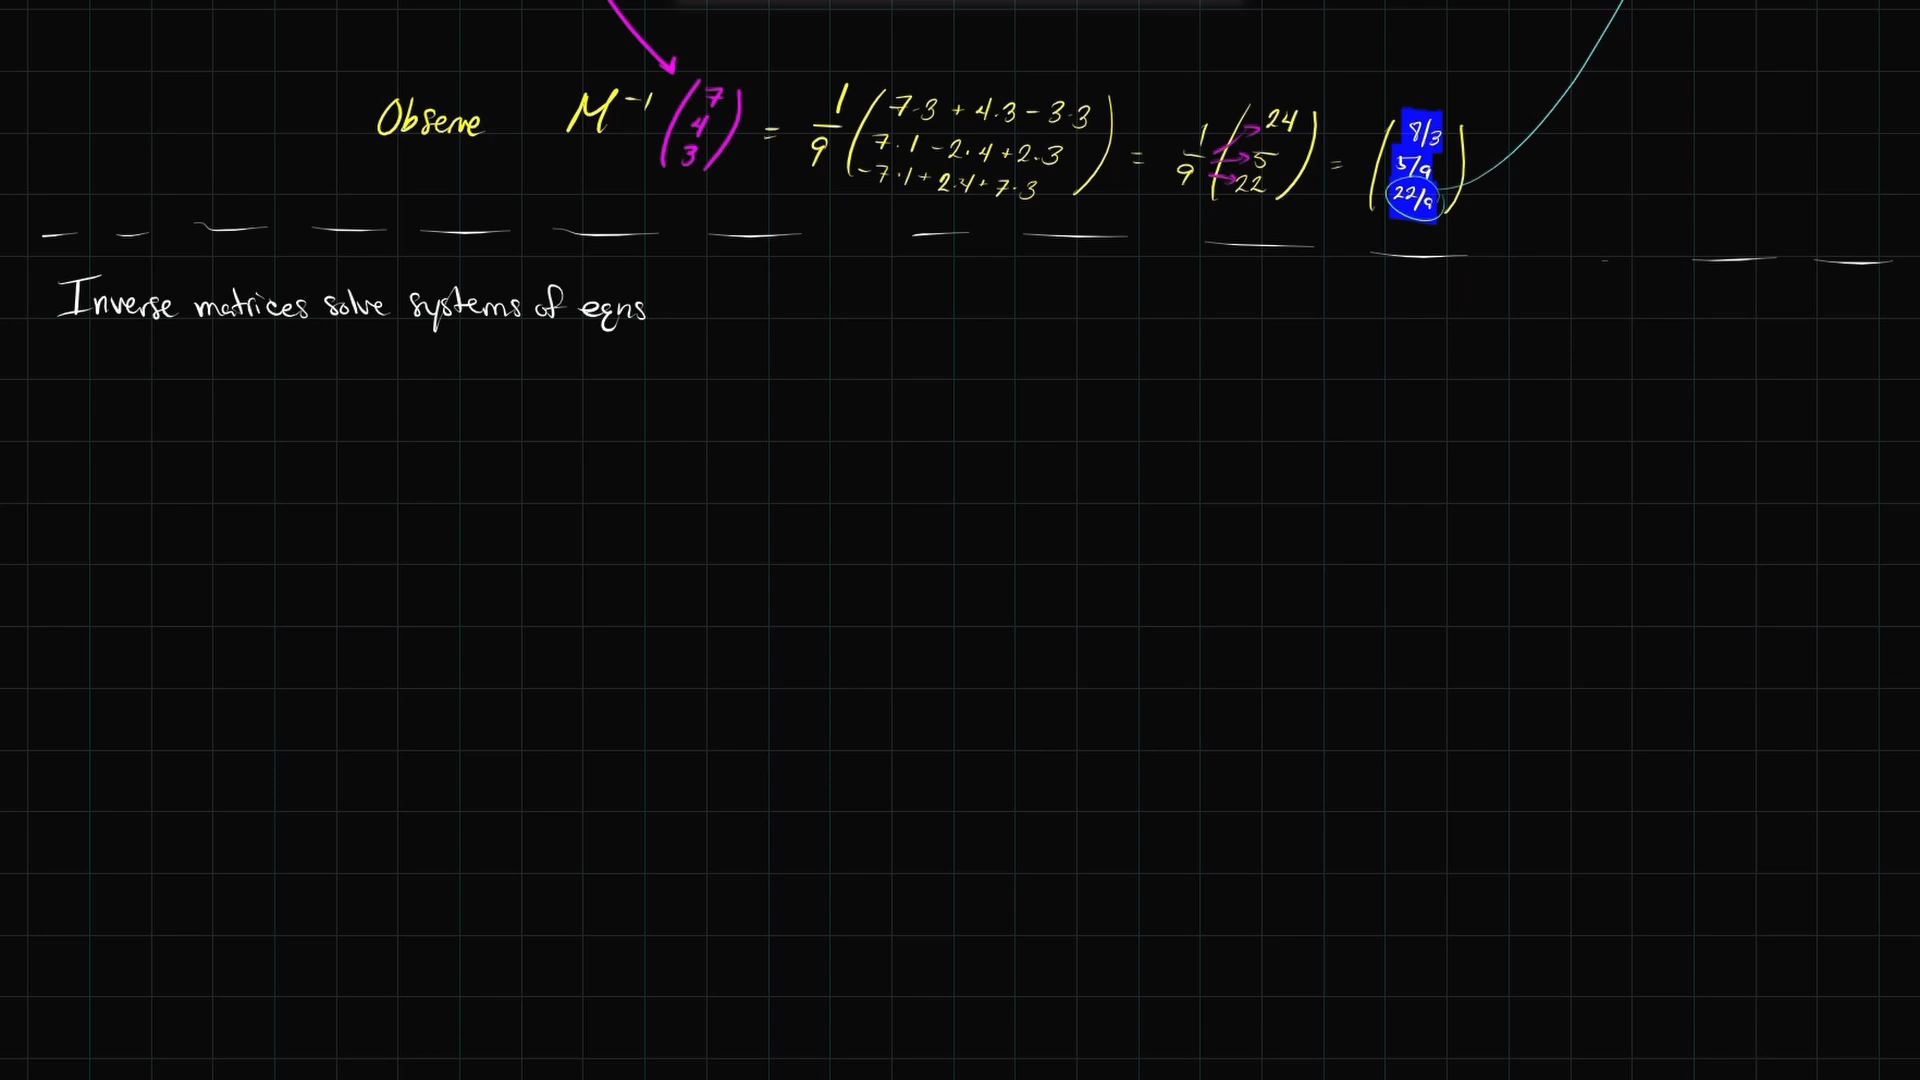 Observe M⁻¹ (7 4 3) = 1/9 (7·3 + 4·3 - 3·3
7·1 - 2·4 + 2·3
-7·1 + 2·4 + 7·3) = 1/9 (24 5 22) = (8/3 5/9 22/9)
Inverse matrices solve systems of eqns